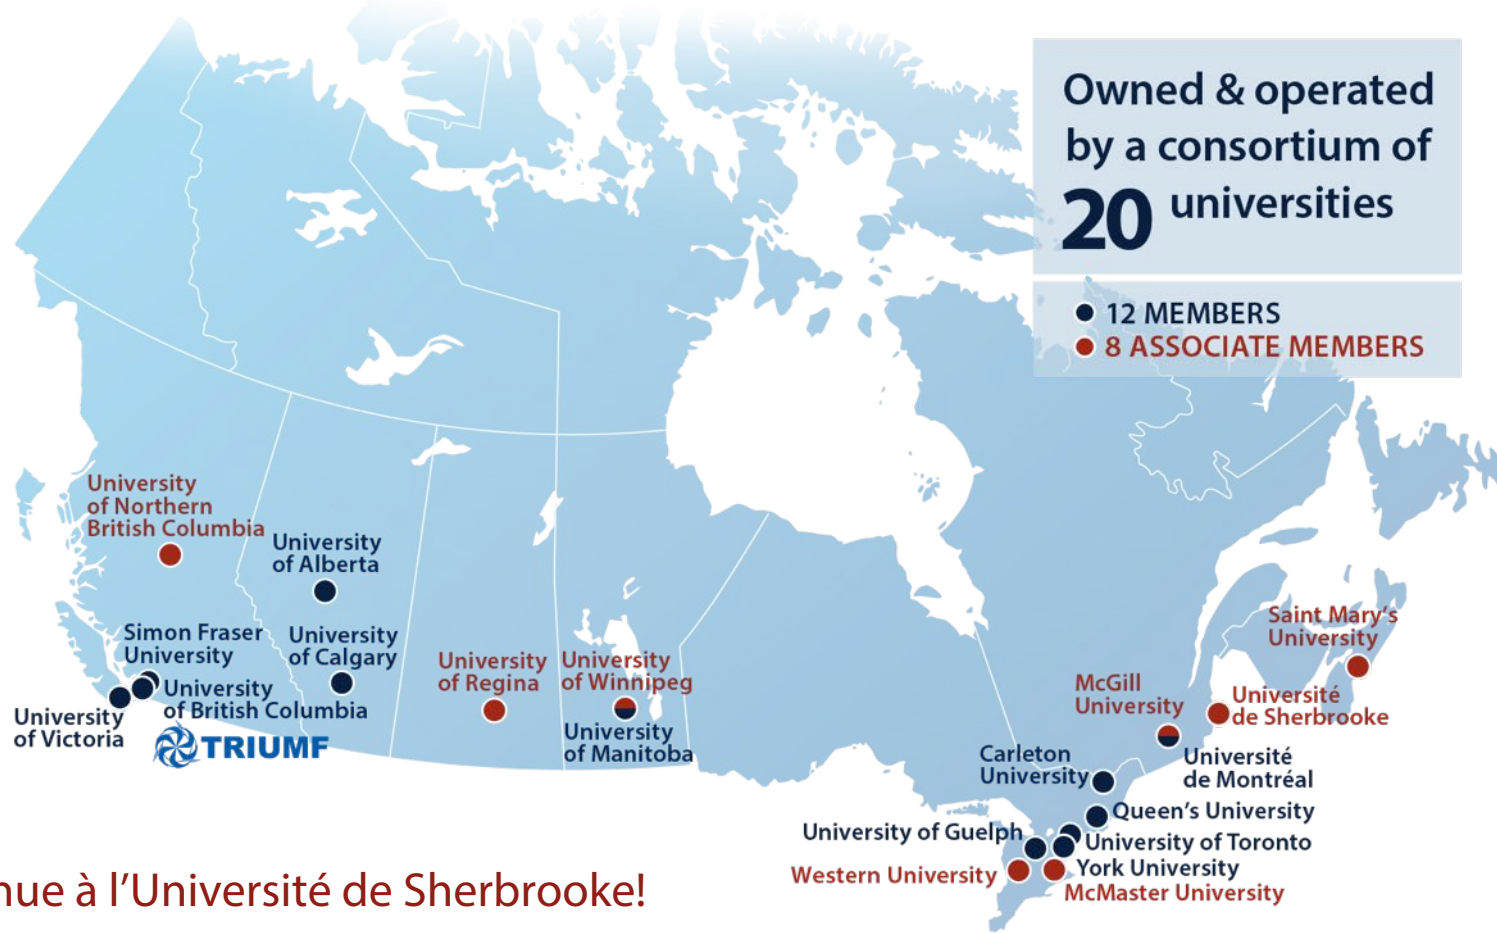 Owned & operated
by a consortium of
20 universities
12 MEMBERS
8 ASSOCIATE MEMBERS
University
of Northern
British Columbia
University
of Alberta
Simon Fraser
University
University
of Calgary
University
of British Columbia
University
of Victoria
TRIUMF
University
of Regina
University
of Winnipeg
University
of Manitoba
Saint Mary's
University
McGill
University
Université
de Sherbrooke
Carleton
University
Université
de Montréal
Queen's University
University of Guelph
University of Toronto
York University
Western University
McMaster University
à l'Université de Sherbrooke!